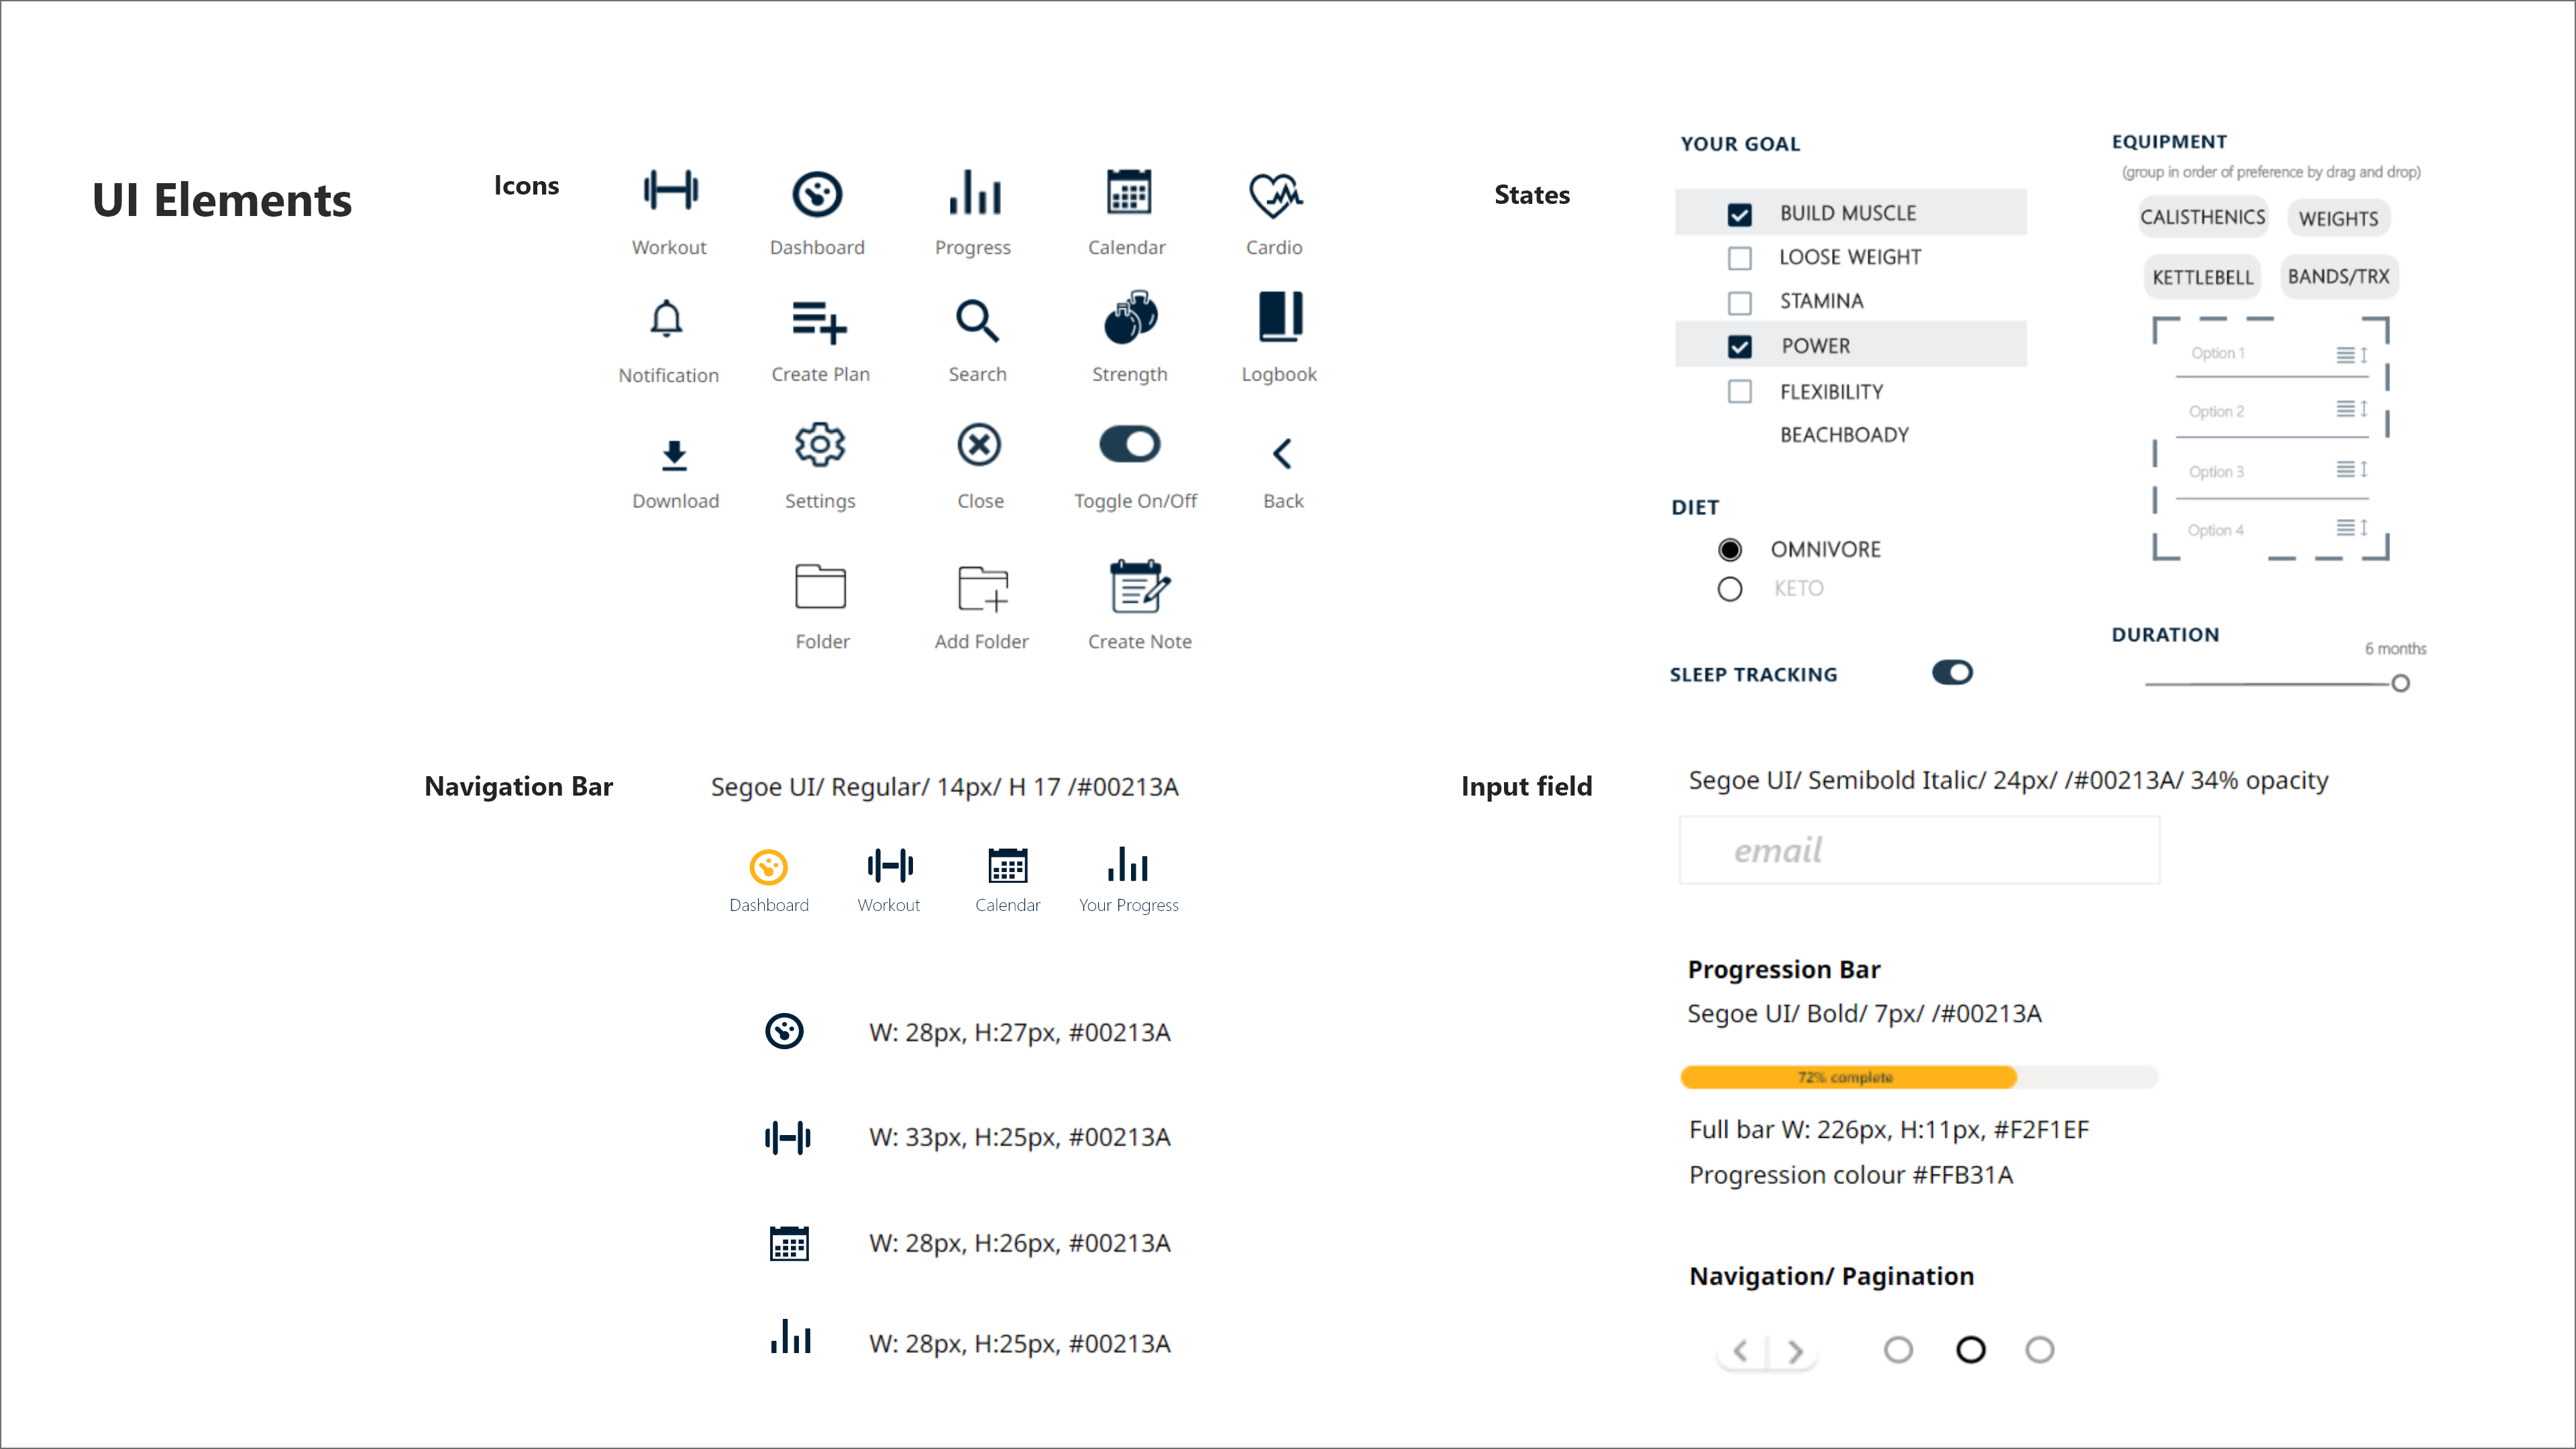 UI Elements
Icons
Workout
Dashboard
Progress
Calendar
Cardio
Notification
Create Plan
Search
Strength
Logbook
Download
Settings
Close
Toggle On/Off
Back
Folder
Add Folder
Create Note
States
YOUR GOAL
BUILD MUSCLE
LOOSE WEIGHT
STAMINA
POWER
FLEXIBILITY
BEACHBOADY
DIET
OMNIVORE
KETO
SLEEP TRACKING
EQUIPMENT
(group in order of preference by drag and drop)
CALISTHENICS
WEIGHTS
KETTLEBELL
BANDS/TRX
Option 1
Option 2
Option 3
Option 4
DURATION
6 months
Navigation Bar
Segoe UI/ Regular/ 14px/ H 17 /#00213A
Dashboard
Workout
Calendar
Your Progress
W: 28px, H:27px, #00213A
W: 33px, H:25px, #00213A
W: 28px, H:26px, #00213A
W: 28px, H:25px, #00213A
Input field
Segoe UI/ Semibold Italic/ 24px/ /#00213A/ 34% opacity
email
Progression Bar
Segoe UI/ Bold/ 7px/ /#00213A
72% complete
Full bar W: 226px, H:11px, #F2F1EF
Progression colour #FFB31A
Navigation/ Pagination